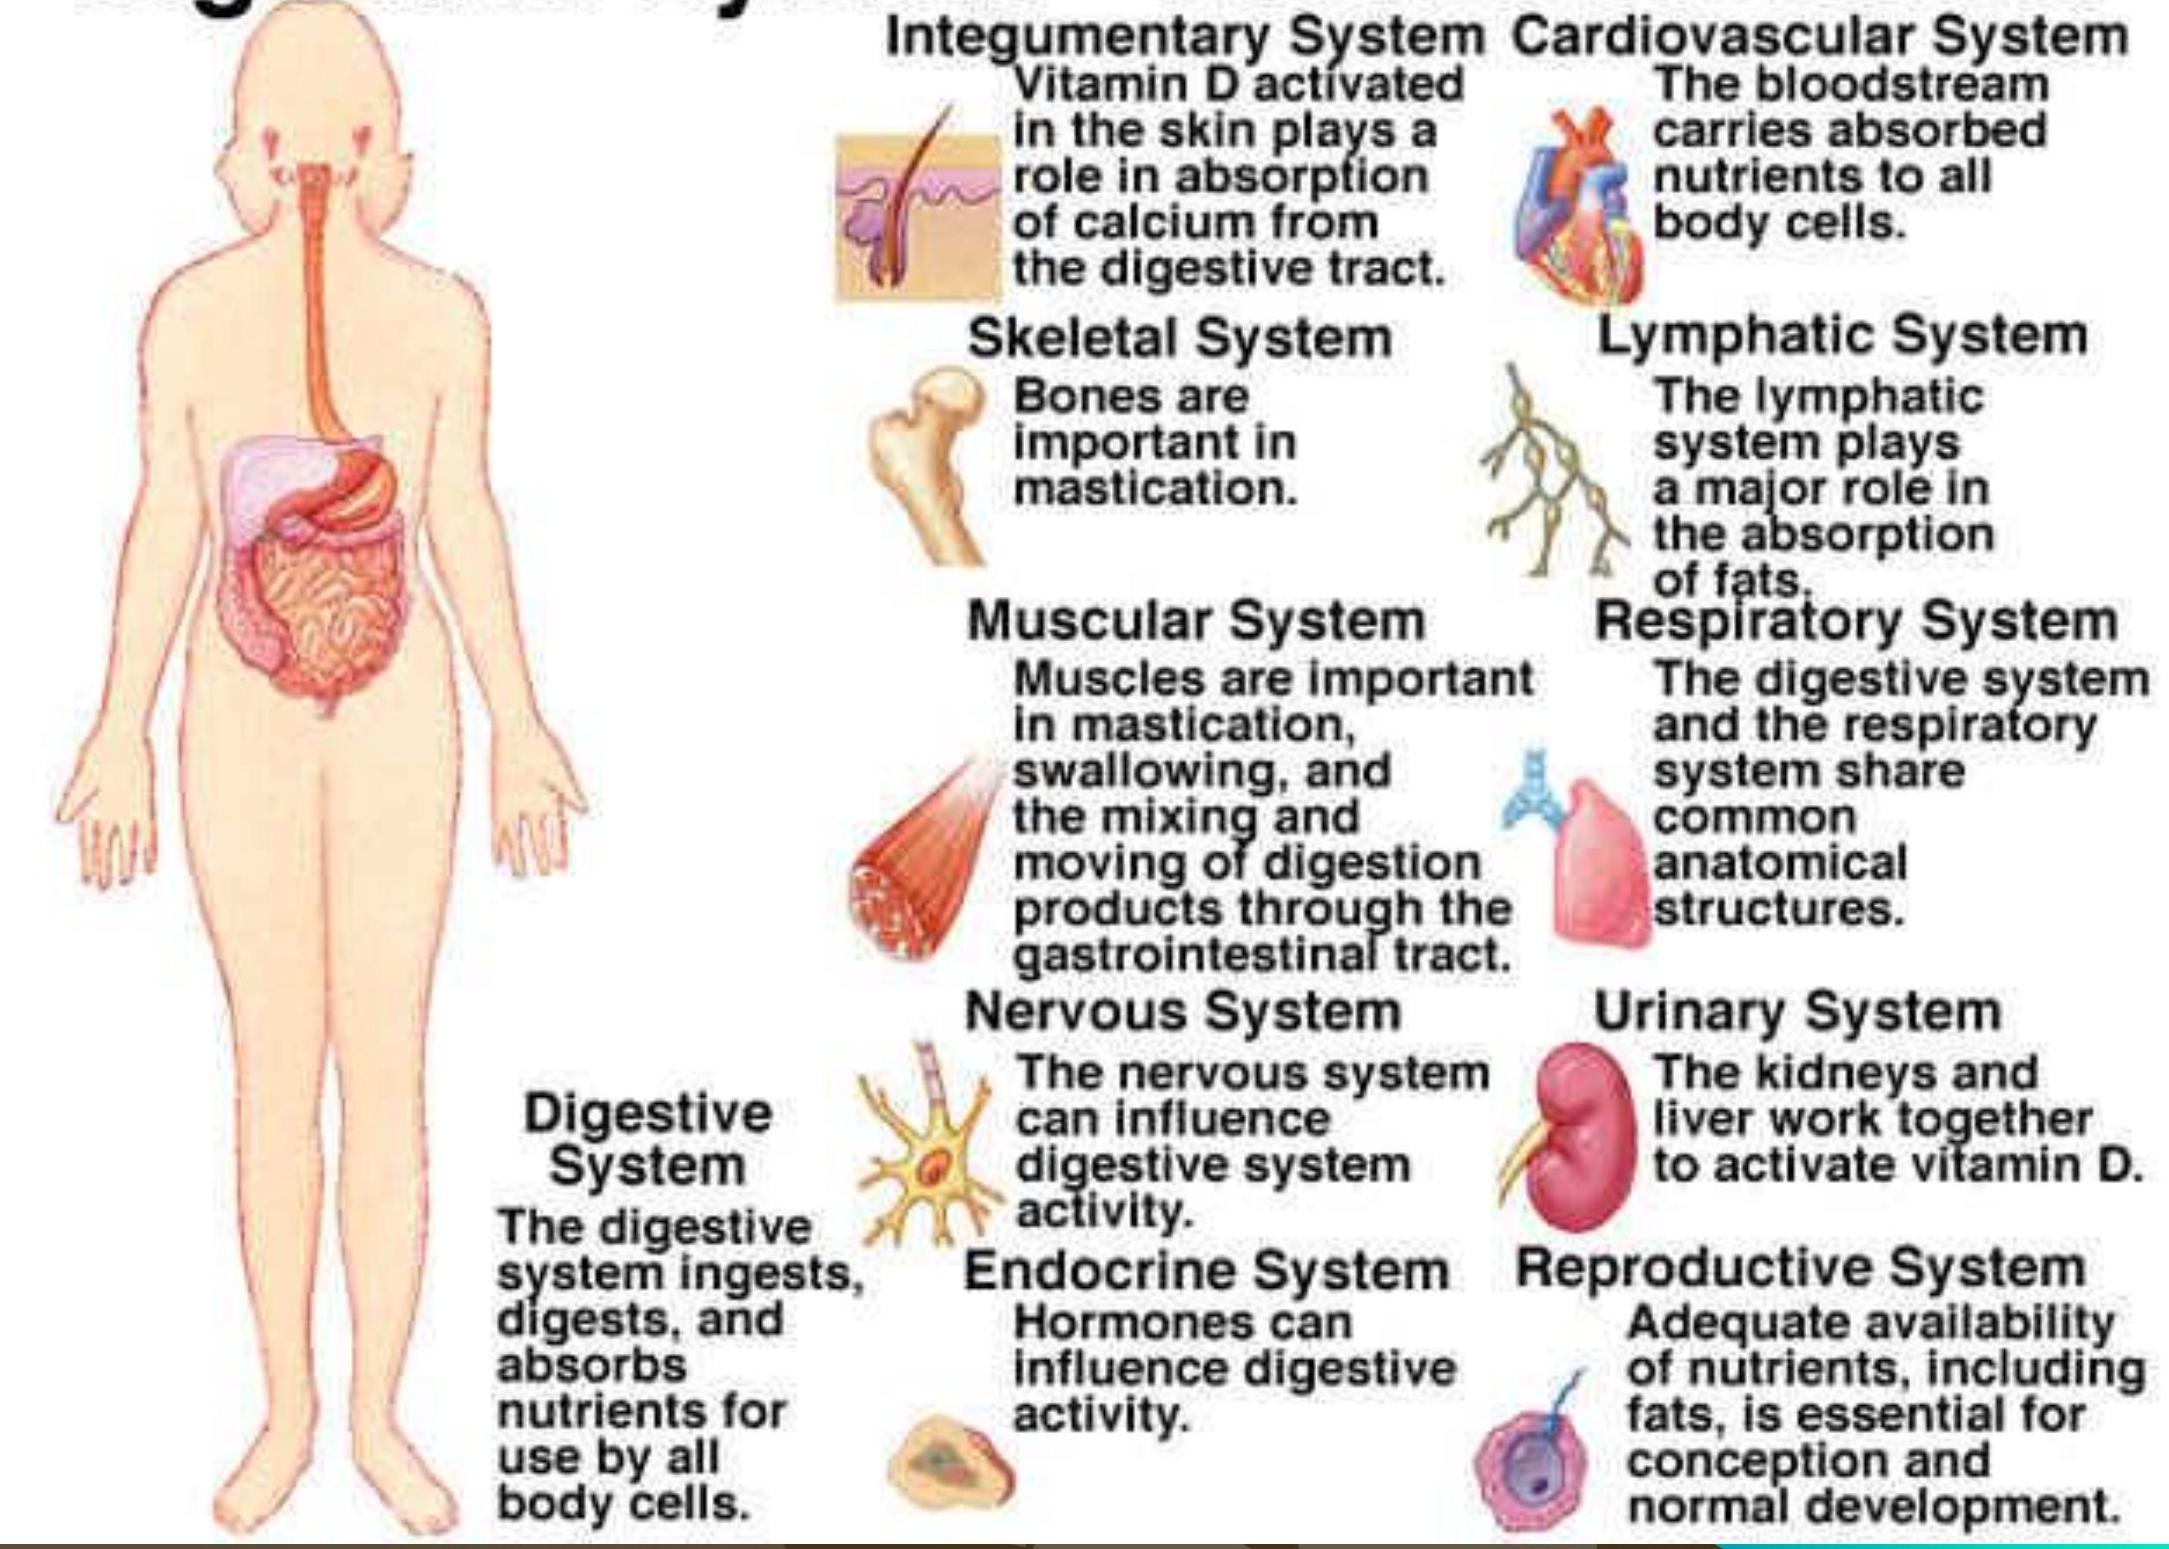 Integumentary System
Vitamin D activated
in the skin plays a
role in absorption
of calcium from
the digestive tract.
Skeletal System
Bones are
important in
mastication.
Muscular System
Muscles are important
in mastication,
swallowing, and
the mixing and
moving of digestion
products through the
gastrointestinal tract.
Nervous System
The nervous system
can influence
digestive system
activity.
Endocrine System
Hormones can
influence digestive
activity.
Cardiovascular System
The bloodstream
carries absorbed
nutrients to all
body cells.
Lymphatic System
The lymphatic
system plays
a major role in
the absorption
of fats.
Respiratory System
The digestive system
and the respiratory
system share
common
anatomical
structures.
Urinary System
The kidneys and
liver work together
to activate vitamin D.
Reproductive System
Adequate availability
of nutrients, including
fats, is essential for
conception and
normal development.
Digestive
System
The digestive
system ingests,
digests, and
absorbs
nutrients for
use by all
body cells.